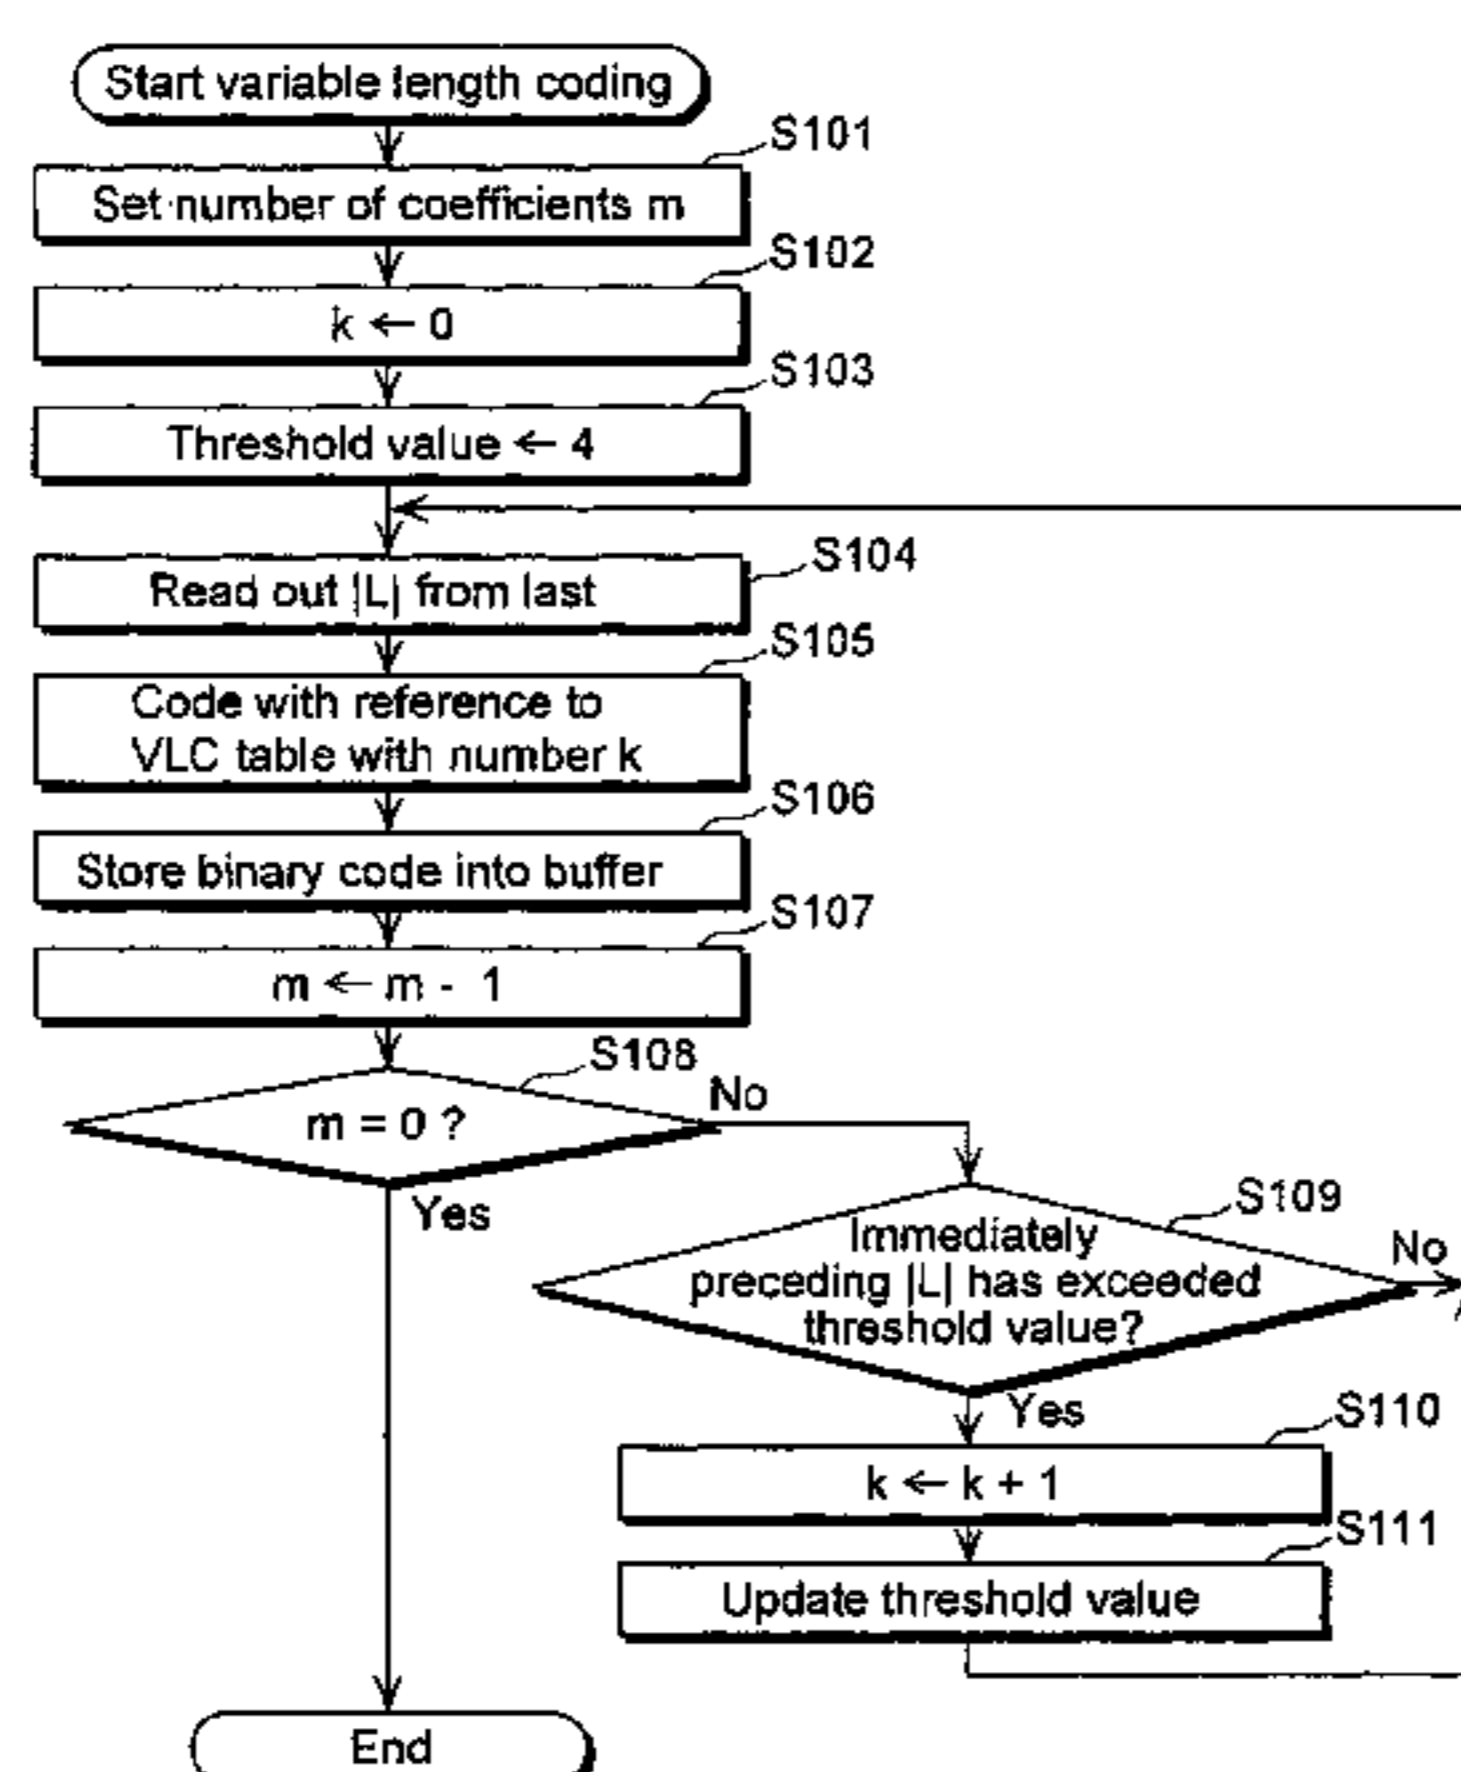 Start variable length coding
S101
Set number of coefficients m
S102
k ← 0
S103
Threshold value ← 4
S104
Read out |L| from last
S105
Code with reference to
VLC table with number k
S106
Store binary code into buffer
S107
m ← m - 1
S108
m = 0 ?
No
Yes
S109
Immediately
preceding |L| has exceeded
threshold value?
No
Yes
S110
k ← k + 1
S111
Update threshold value
End